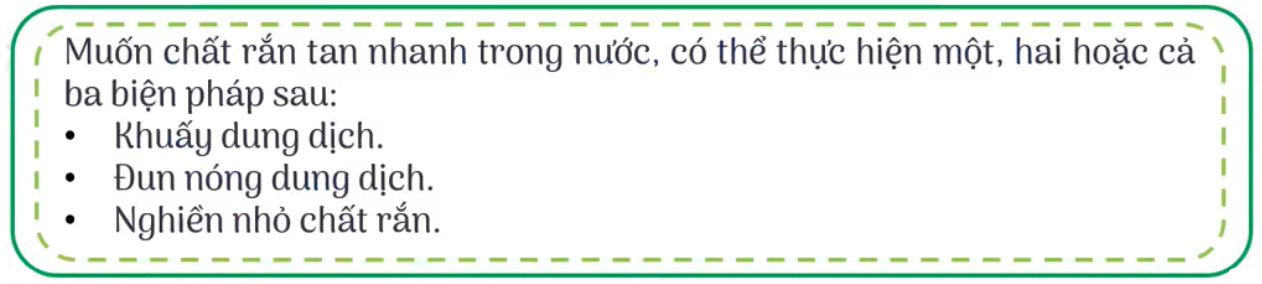 Muốn chất rắn tan nhanh trong nước, có thể thực hiện một, hai hoặc cả
ba biện pháp sau:
• Khuấy dung dịch.
• Đun nóng dung dịch.
• Nghiền nhỏ chất rắn.